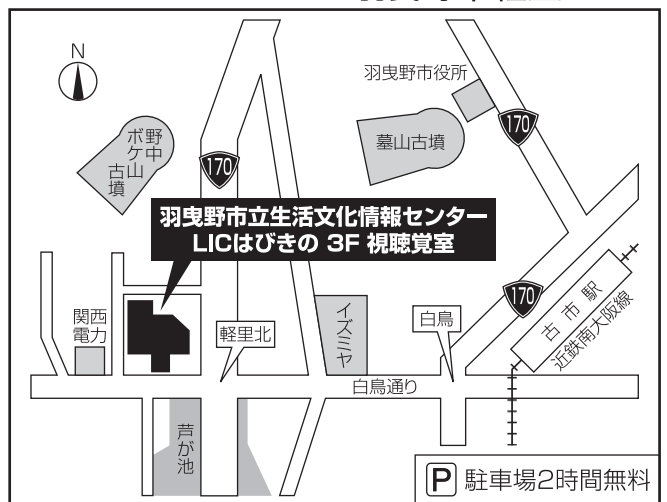 N
羽曳野市役所
170
野中
ボケ山
古墳
墓山古墳
170
羽曳野市立生活文化情報センター
LICはびきの 3F 視聴覚室
170
関西
電力
軽里北
イズミヤ
白鳥
古市駅
近鉄南大阪線
白鳥通り
芦が池
P 駐車場2時間無料